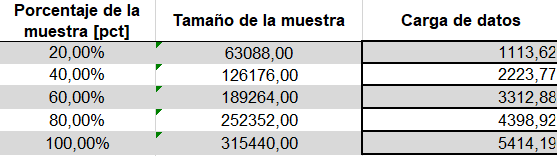 Porcentaje de la muestra [pct] Tamaño de la muestra Carga de datos
20,00% 63088,00 1113,62
40,00% 126176,00 2223,77
60,00% 189264,00 3312,88
80,00% 252352,00 4398,92
100,00% 315440,00 5414,19